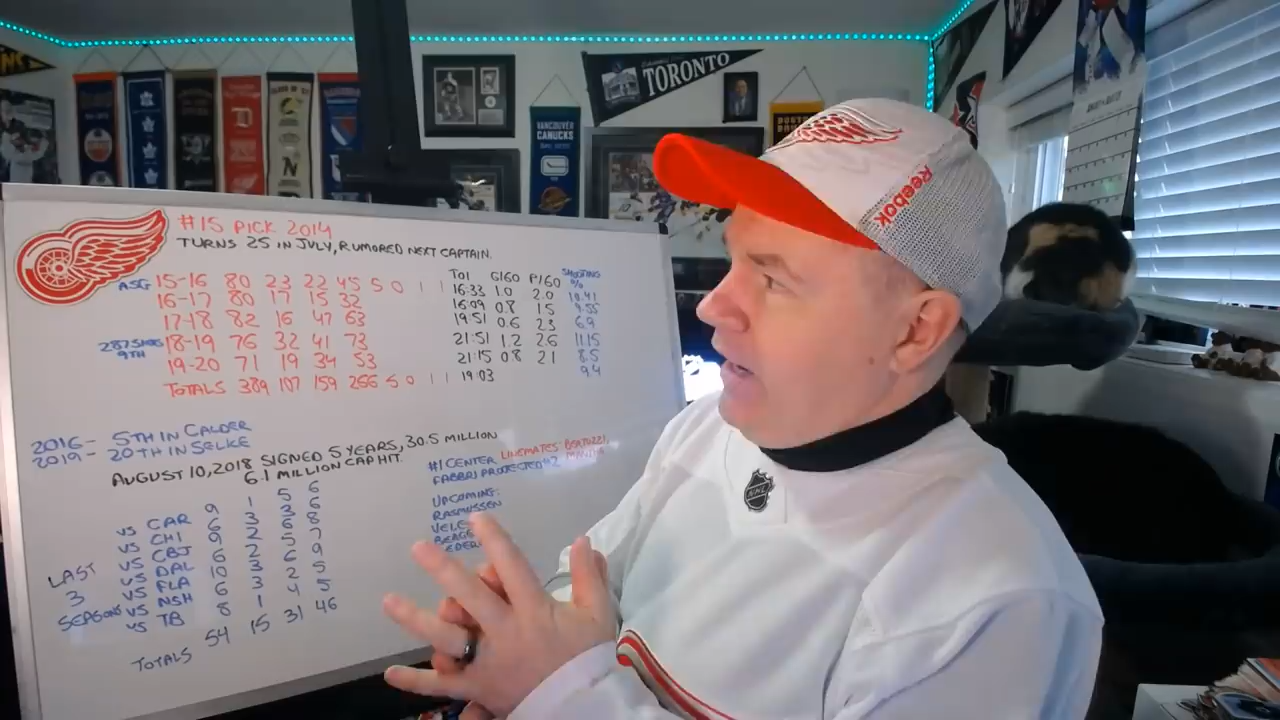 TORONTO
VANCOUVER
CANUCKS
Reebok
NHL
#15 PICK 2014
TURNS 25 IN JULY, RUMORED NEXT CAPTAIN.
TOI G/60 P/60 SHOOTING %
ASG 15-16 80 23 22 45 5 0 1 1 16:33 1.0 2.0 10.41
16-17 80 17 15 32 16:09 0.8 1.5 9.55
17-18 82 16 47 63 19:51 0.6 2.3 6.9
287 SHOTS 9TH 18-19 76 32 41 73 21:51 1.2 2.6 11.15
19-20 71 19 34 53 21:15 0.8 2.1 8.5
TOTALS 389 107 159 266 5 0 1 1 19:03 9.4
2016- 5TH IN CALDER
2019- 20TH IN SELKE
AUGUST 10, 2018 SIGNED 5 YEARS, 30.5 MILLION
6.1 MILLION CAP HIT.
#1 CENTER LINEMATES: BERTUZZI, MANTHA
FABBRI PROJECTED #2
UPCOMING:
RASMUSSEN
LAST
3
SEASONS
VS CAR 9 1 5 6
VS CHI 6 3 3 6
VS CBJ 9 2 6 8
VS DAL 6 2 5 7
VS FLA 10 3 6 9
VS NSH 6 3 2 5
VS TB 8 1 4 5
TOTALS 54 15 31 46